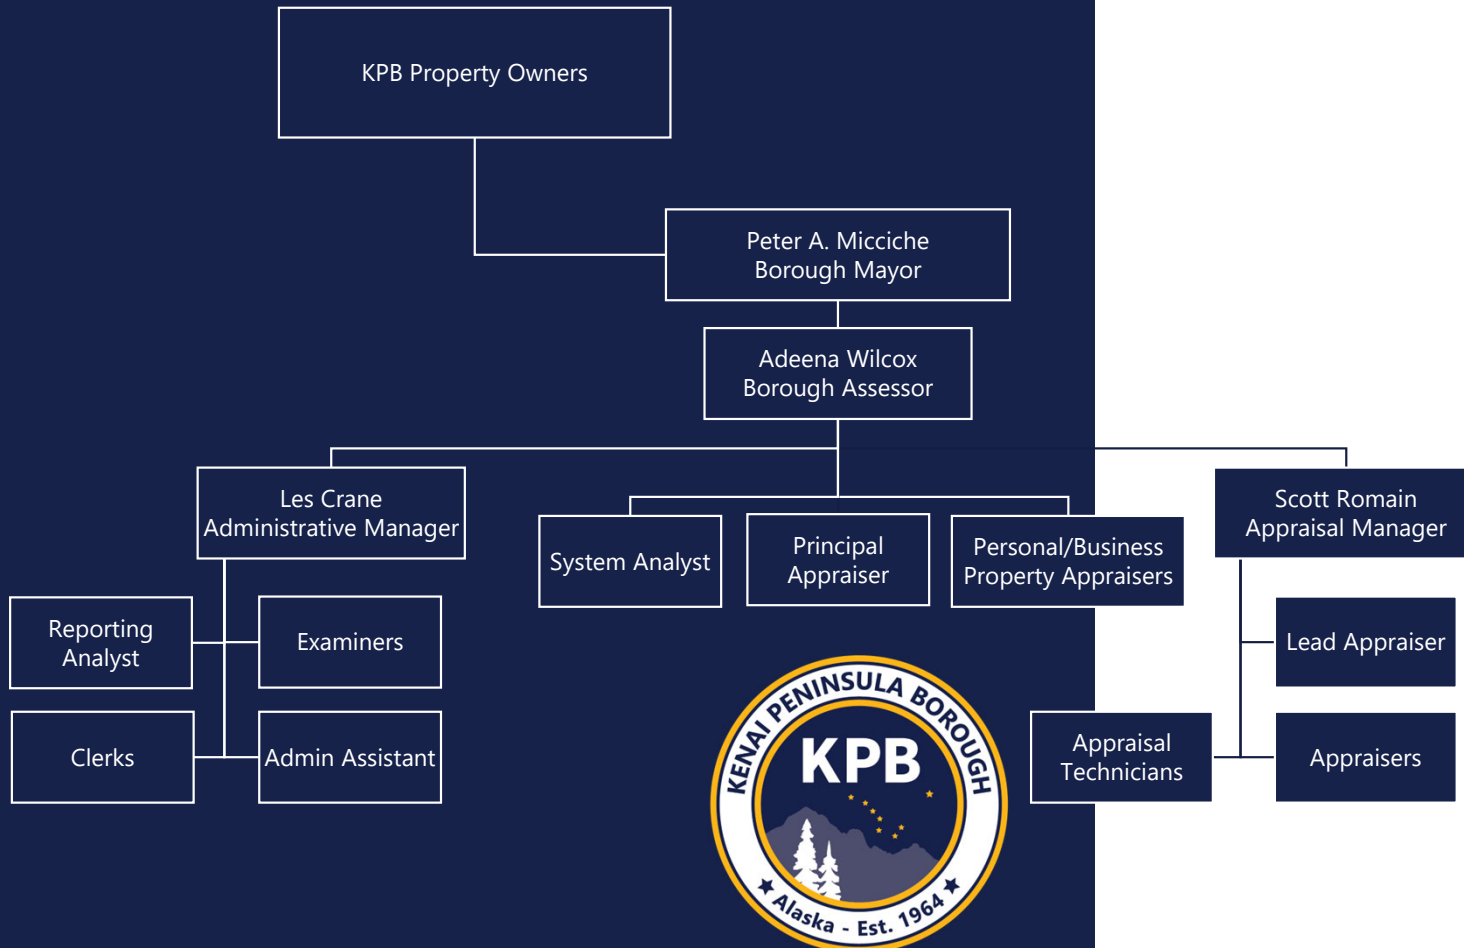 KPB Property Owners
Peter A. Micciche
Borough Mayor
Adeena Wilcox
Borough Assessor
Les Crane
Administrative Manager
System Analyst
Principal
Appraiser
Personal/Business
Property Appraisers
Scott Romain
Appraisal Manager
Reporting
Analyst
Examiners
Lead Appraiser
Clerks
Admin Assistant
Appraisal
Technicians
Appraisers
KENAI PENINSULA BOROUGH
KPB
Alaska - Est. 1964